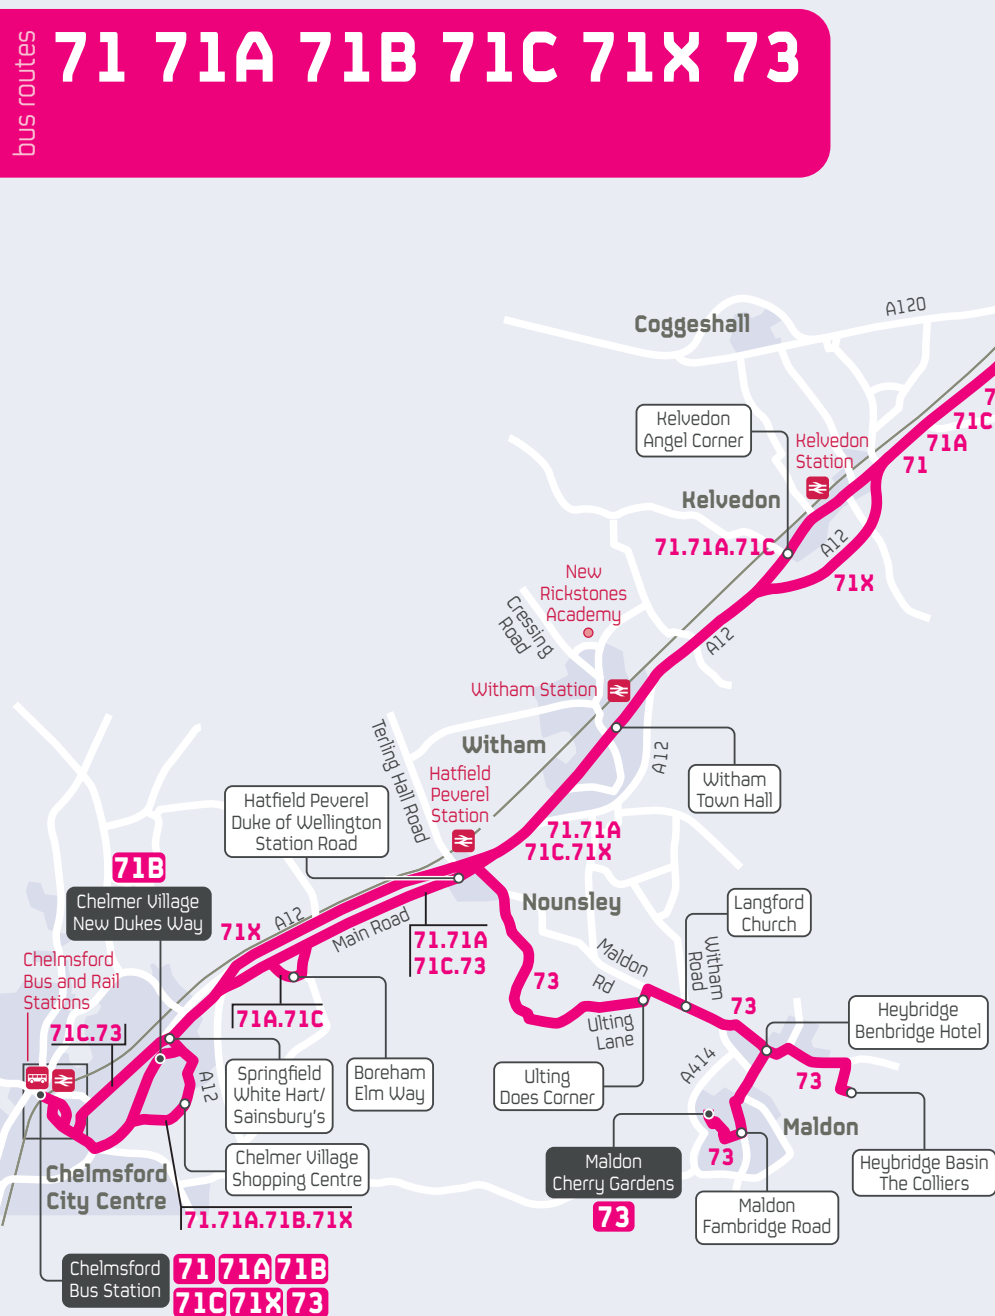 bus routes
71 71A 71B 71C 71X 73
Coggeshall
A120
Kelvedon
Angel Corner
Kelvedon
Station
71C
71A
71
Kelvedon
71.71A.71C
A12
71X
New
Rickstones
Academy
Cressing
Road
A12
Witham Station
Witham
A12
Witham
Town Hall
Terling Hall Road
Hatfield
Peverel
Station
Hatfield Peverel
Duke of Wellington
Station Road
71.71A
71C.71X
71B
Chelmer Village
New Dukes Way
Nounsley
Langford
Church
71X
A12
Main Road
71.71A
71C.73
Maldon
Rd
Witham
Road
Chelmsford
Bus and Rail
Stations
71C.73
71A.71C
73
73
Ulting
Lane
Heybridge
Benbridge Hotel
A12
Springfield
White Hart/
Sainsbury's
Boreham
Elm Way
Ulting
Does Corner
A414
73
Maldon
Chelmer Village
Shopping Centre
Chelmsford
City Centre
73
Maldon
Cherry Gardens
73
Heybridge Basin
The Colliers
Maldon
Fambridge Road
71.71A.71B.71X
Chelmsford
Bus Station
71 71A 71B
71C 71X 73